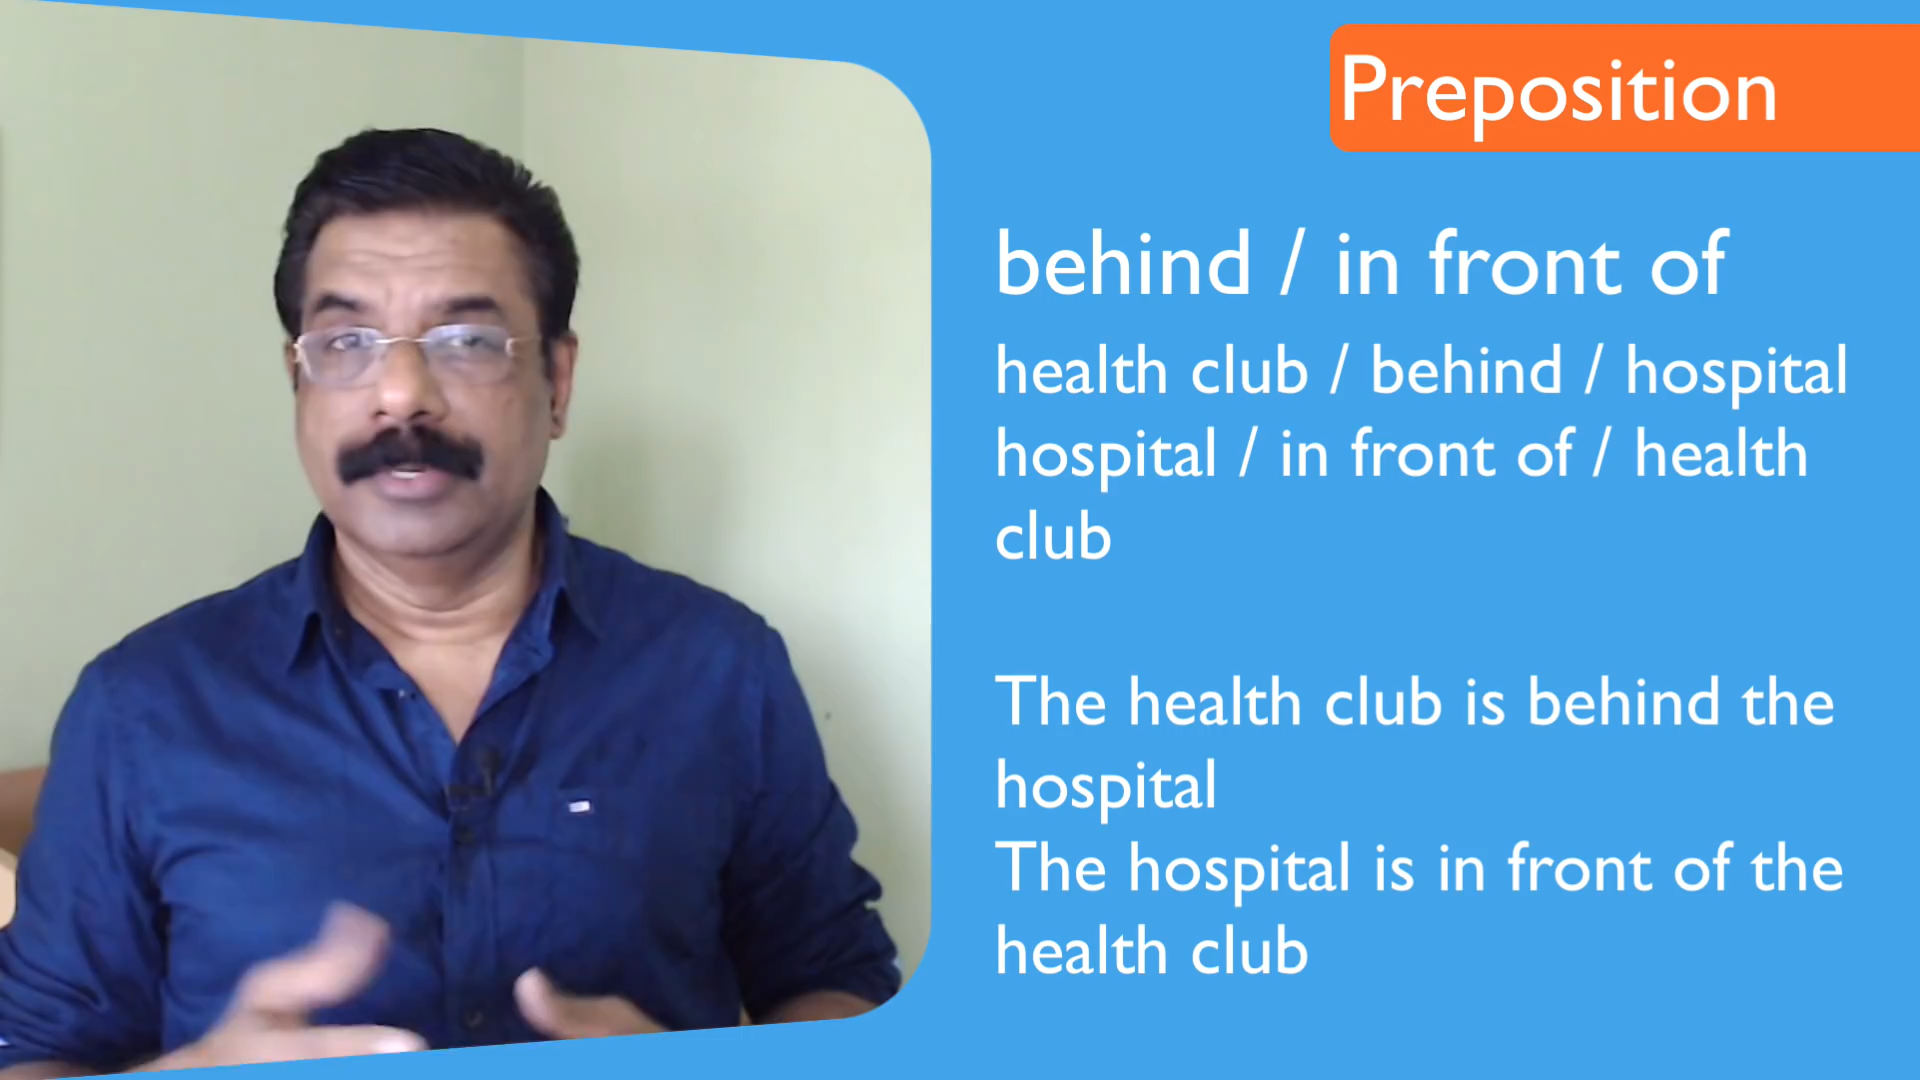 Preposition
behind / in front of
health club / behind / hospital
hospital / in front of / health
club
The health club is behind the
hospital
The hospital is in front of the
health club